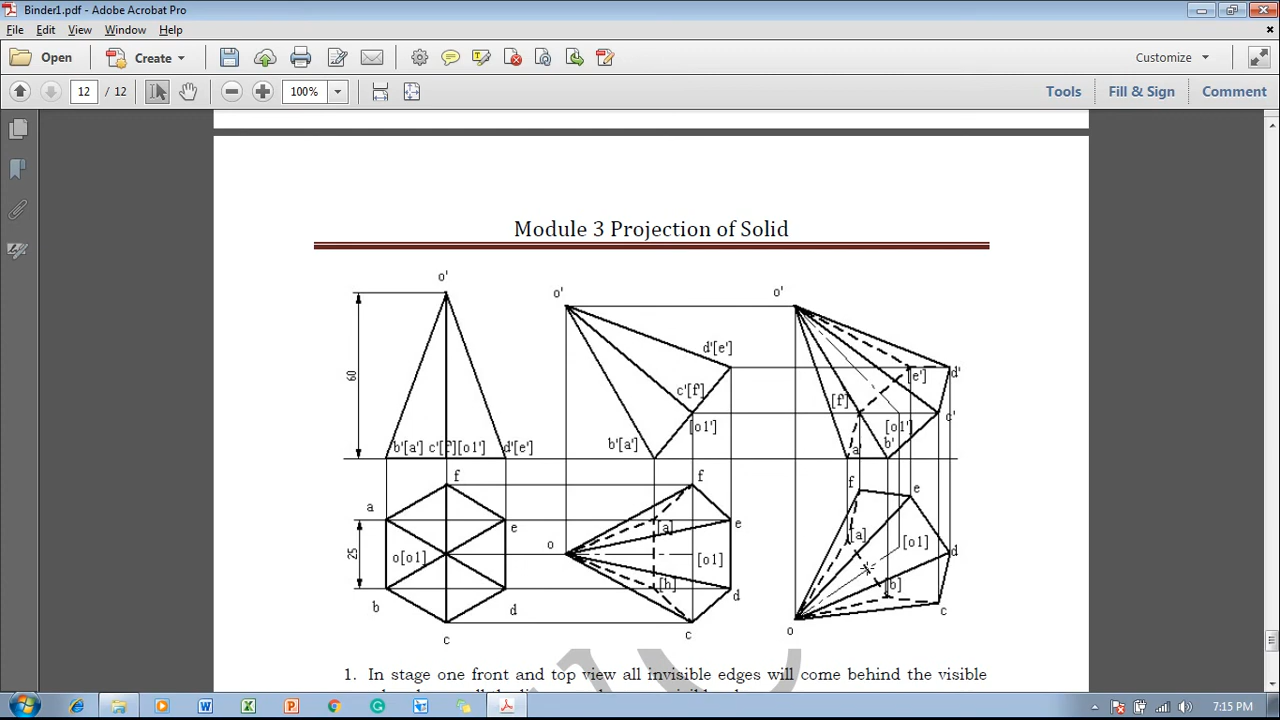 Binder1.pdf - Adobe Acrobat Pro
File Edit View Window Help
Open Create Customize
12 / 12 100% Tools Fill & Sign Comment
Module 3 Projection of Solid
o' o' o'
d'[e'] [e'] d'
60 c'[f'] [f'] c'
[o1'] [o1']
b'[a'] c'[f][o1'] d'[e'] b'[a'] a' b'
f f f e
a e [a] e
25 o[o1] o [o1] [a] [o1]
d
b d [h] d [b]
c c o c
1. In stage one front and top view all invisible edges will come behind the visible
7:15 PM